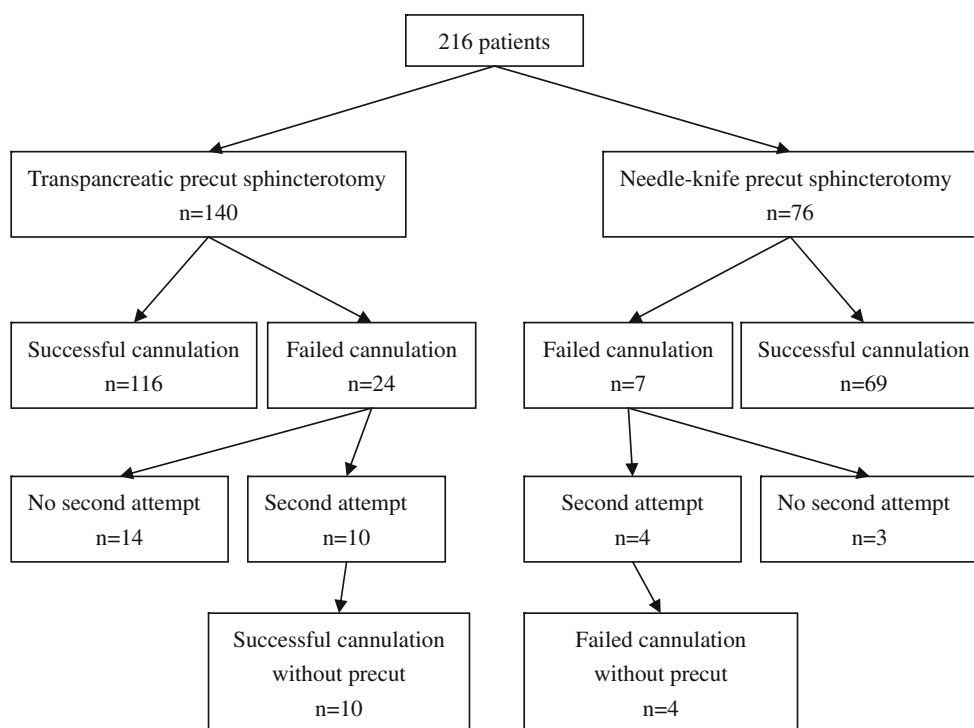 216 patients
Transpancreatic precut sphincterotomy
n=140
Needle-knife precut sphincterotomy
n=76
Successful cannulation
n=116
Failed cannulation
n=24
Failed cannulation
n=7
Successful cannulation
n=69
No second attempt
n=14
Second attempt
n=10
Second attempt
n=4
No second attempt
n=3
Successful cannulation
without precut
n=10
Failed cannulation
without precut
n=4